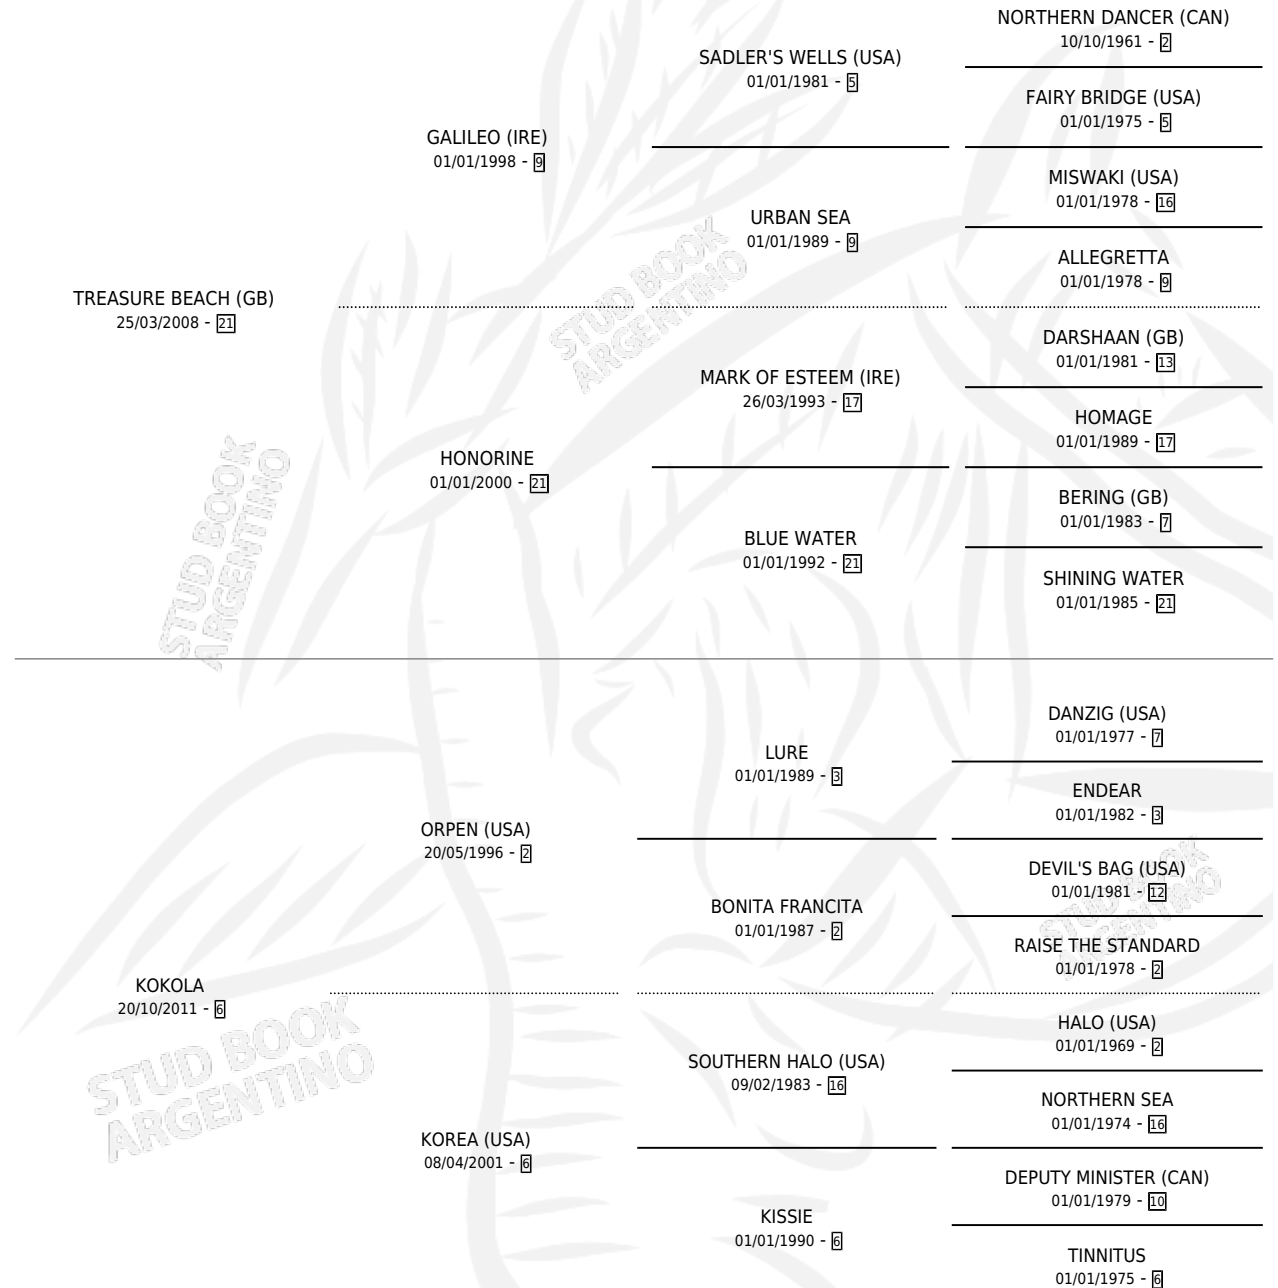 NORTHERN DANCER (CAN)
10/10/1961 - 2
SADLER'S WELLS (USA)
01/01/1981 - 5
FAIRY BRIDGE (USA)
01/01/1975 - 5
GALILEO (IRE)
01/01/1998 - 9
MISWAKI (USA)
01/01/1978 - 16
URBAN SEA
01/01/1989 - 9
ALLEGRETTA
01/01/1978 - 9
TREASURE BEACH (GB)
25/03/2008 - 21
STUD BOOK
ARGENTINO
DARSHAAN (GB)
01/01/1981 - 13
MARK OF ESTEEM (IRE)
26/03/1993 - 17
HOMAGE
01/01/1989 - 17
HONORINE
01/01/2000 - 21
BERING (GB)
01/01/1983 - 7
BLUE WATER
01/01/1992 - 21
SHINING WATER
01/01/1985 - 21
STUD BOOK
ARGENTINO
DANZIG (USA)
01/01/1977 - 7
LURE
01/01/1989 - 3
ENDEAR
01/01/1982 - 3
ORPEN (USA)
20/05/1996 - 2
DEVIL'S BAG (USA)
01/01/1981 - 12
STUD BOOK
ARGENTINO
BONITA FRANCITA
01/01/1987 - 2
RAISE THE STANDARD
01/01/1978 - 2
KOKOLA
20/10/2011 - 6
STUD BOOK
ARGENTINO
HALO (USA)
01/01/1969 - 2
SOUTHERN HALO (USA)
09/02/1983 - 16
NORTHERN SEA
01/01/1974 - 16
KOREA (USA)
08/04/2001 - 6
DEPUTY MINISTER (CAN)
01/01/1979 - 10
KISSIE
01/01/1990 - 6
TINNITUS
01/01/1975 - 6